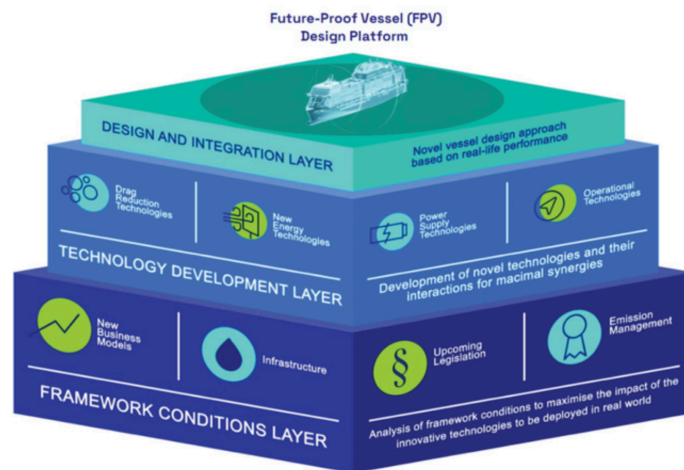 Future-Proof Vessel (FPV)
Design Platform
DESIGN AND INTEGRATION LAYER
Novel vessel design approach
based on real-life performance
Drag
Reduction
Technologies
New
Energy
Technologies
Power
Supply
Technologies
Operational
Technologies
TECHNOLOGY DEVELOPMENT LAYER
Development of novel technologies and their
interactions for macimal synergies
New
Business
Models
Infrastructure
§
Upcoming
Legislation
Emission
Management
FRAMEWORK CONDITIONS LAYER
Analysis of framework conditions to maximise the impact of the
innovative technologies to be deployed in real world